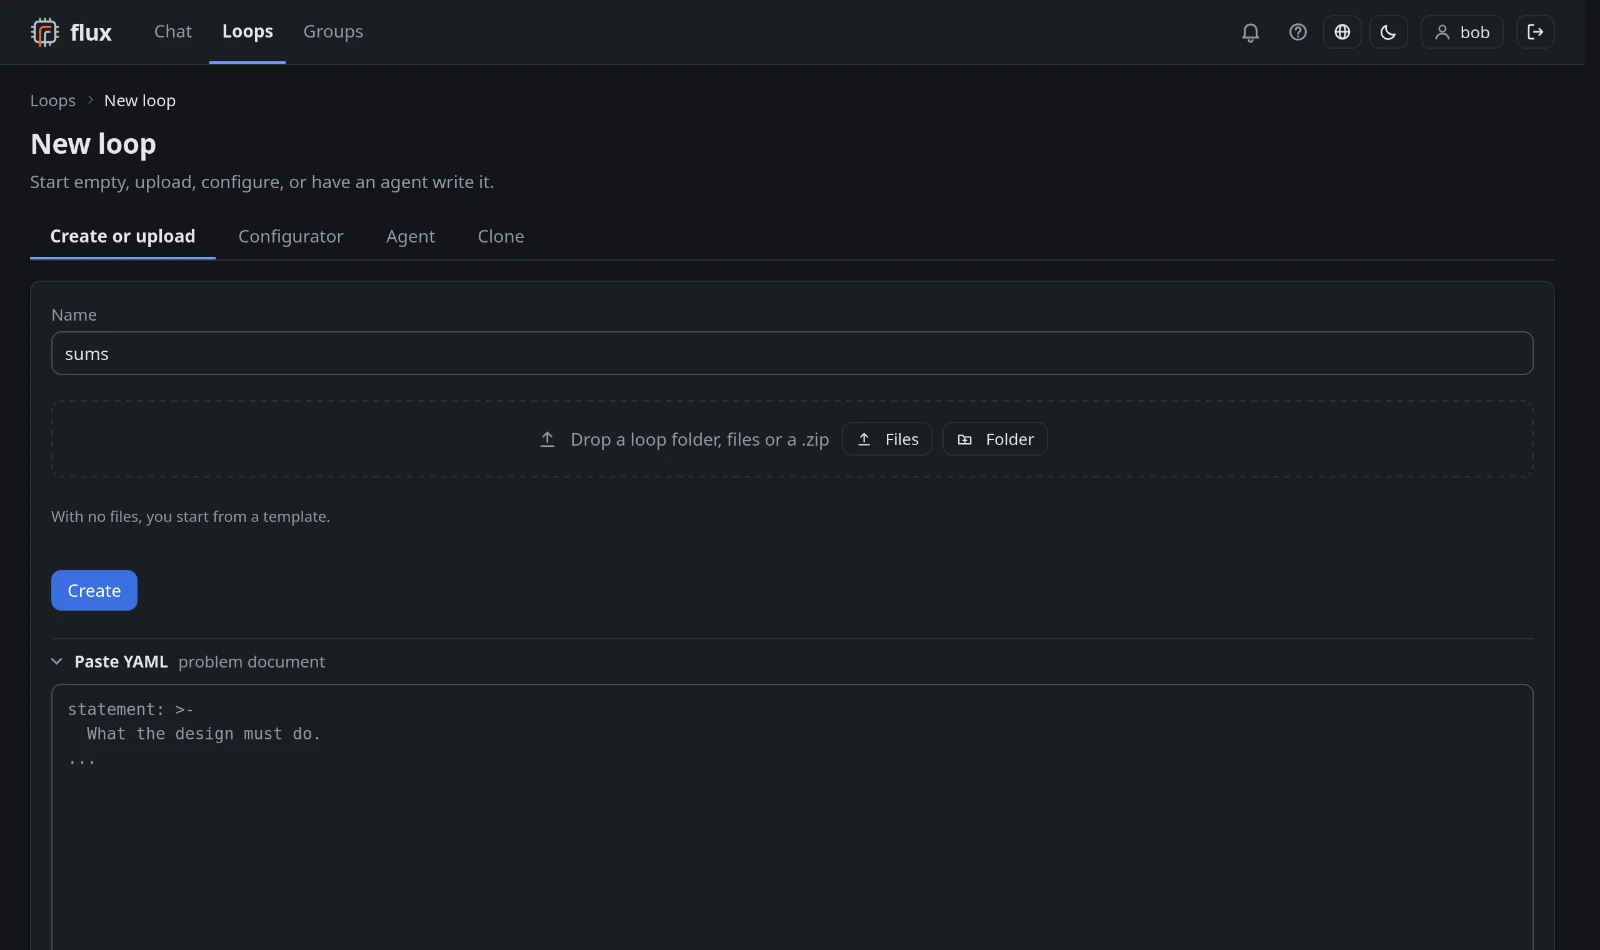 flux
Chat
Loops
Groups
bob
Loops > New loop
New loop
Start empty, upload, configure, or have an agent write it.
Create or upload
Configurator
Agent
Clone
Name
sums
Drop a loop folder, files or a .zip
Files
Folder
With no files, you start from a template.
Create
Paste YAML problem document
statement: >-
  What the design must do.
...